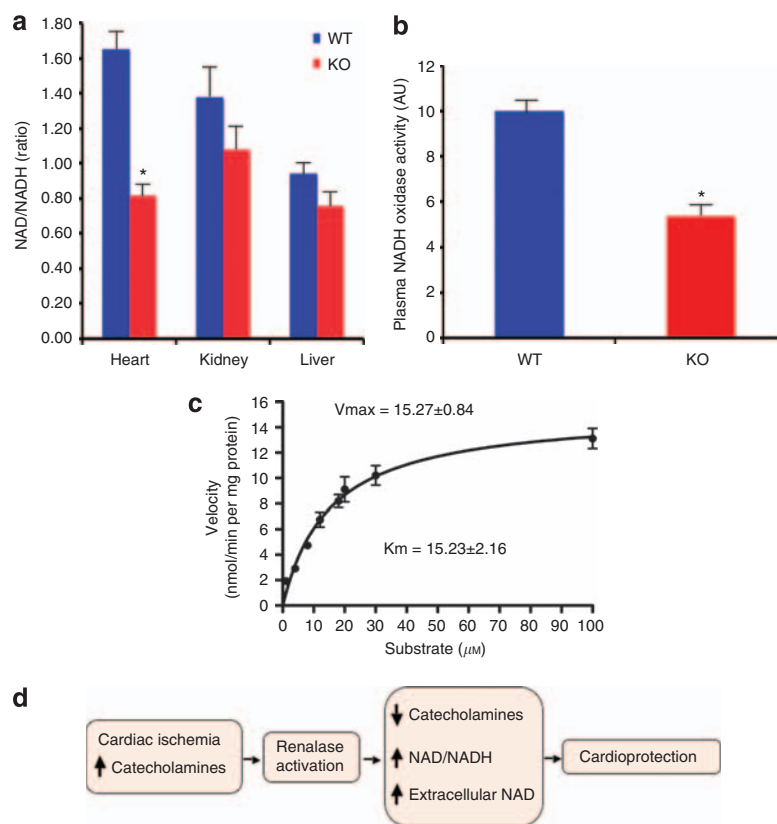 a
NAD/NADH (ratio)
1.80
1.60
1.40
1.20
1.00
0.80
0.60
0.40
0.20
0.00
WT
KO
*
Heart
Kidney
Liver
b
Plasma NADH oxidase activity (AU)
12
10
8
6
4
2
0
*
WT
KO
c
Velocity
(nmol/min per mg protein)
16
14
12
10
8
6
4
2
0
Vmax = 15.27±0.84
Km = 15.23±2.16
0 10 20 30 40 50 60 70 80 90 100
Substrate (μM)
d
Cardiac ischemia
Catecholamines
Renalase
activation
Catecholamines
NAD/NADH
Extracellular NAD
Cardioprotection